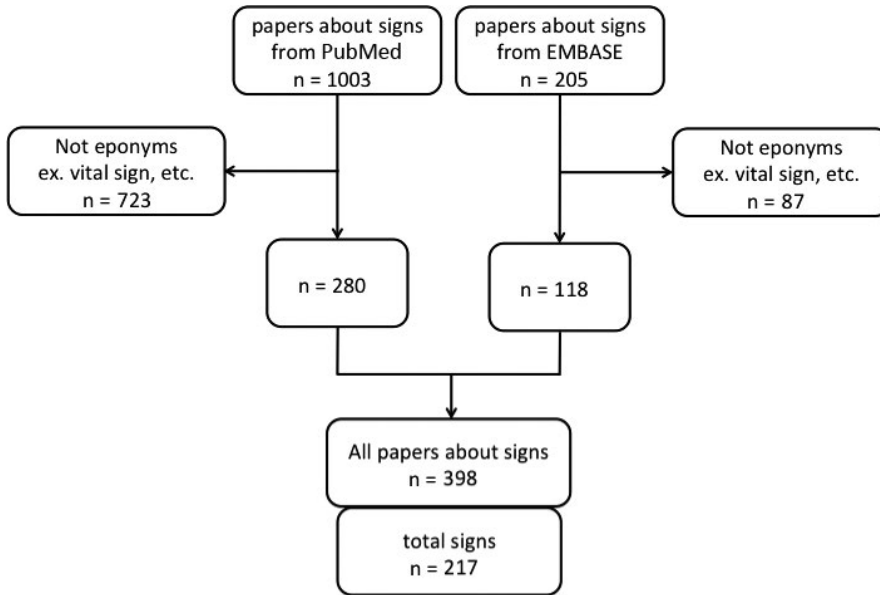 papers about signs
from PubMed
n = 1003
papers about signs
from EMBASE
n = 205
Not eponyms
ex. vital sign, etc.
n = 723
Not eponyms
ex. vital sign, etc.
n = 87
n = 280
n = 118
All papers about signs
n = 398
total signs
n = 217